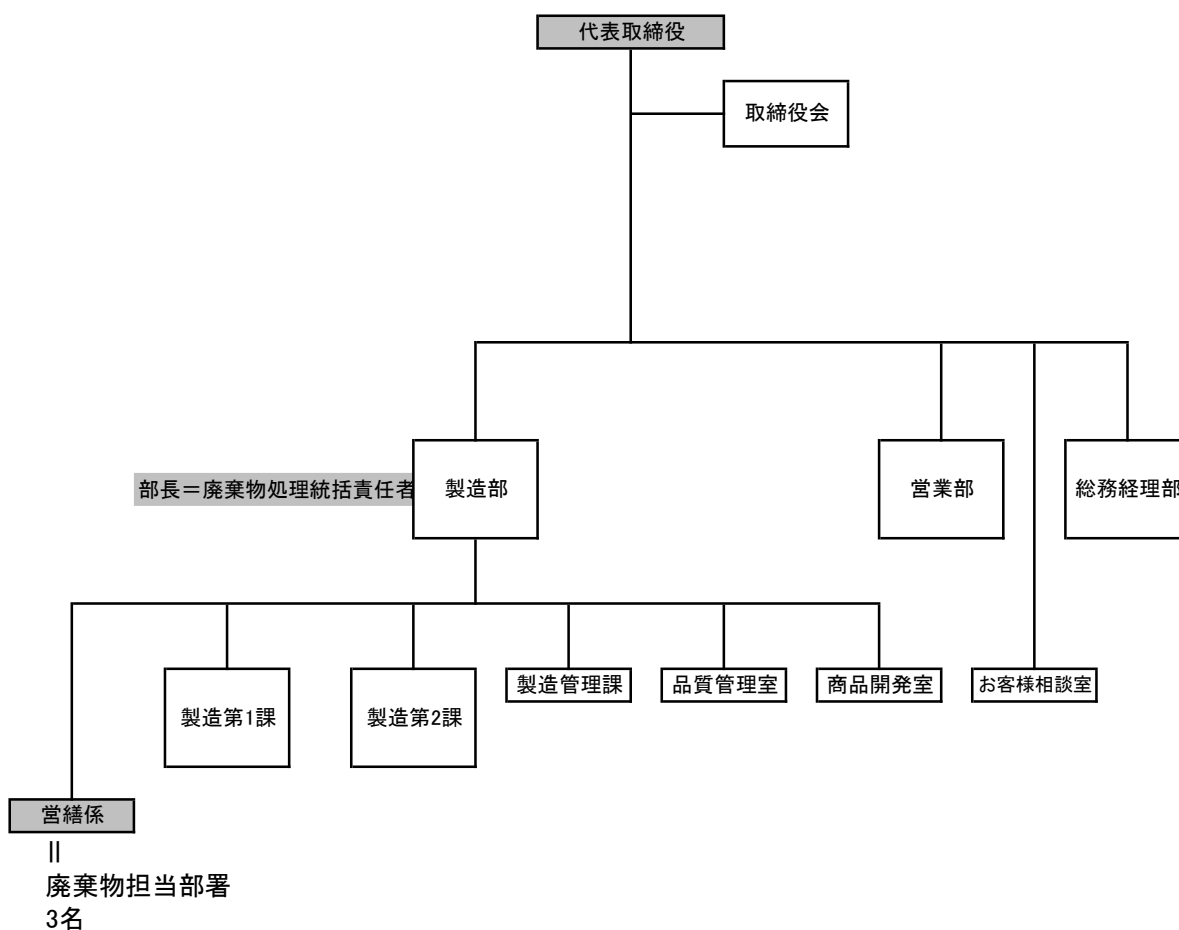 代表取締役
取締役会
部長＝廃棄物処理統括責任者
製造部
営業部
総務経理部
製造管理課
品質管理室
商品開発室
お客様相談室
製造第1課
製造第2課
営繕係
||
廃棄物担当部署
3名